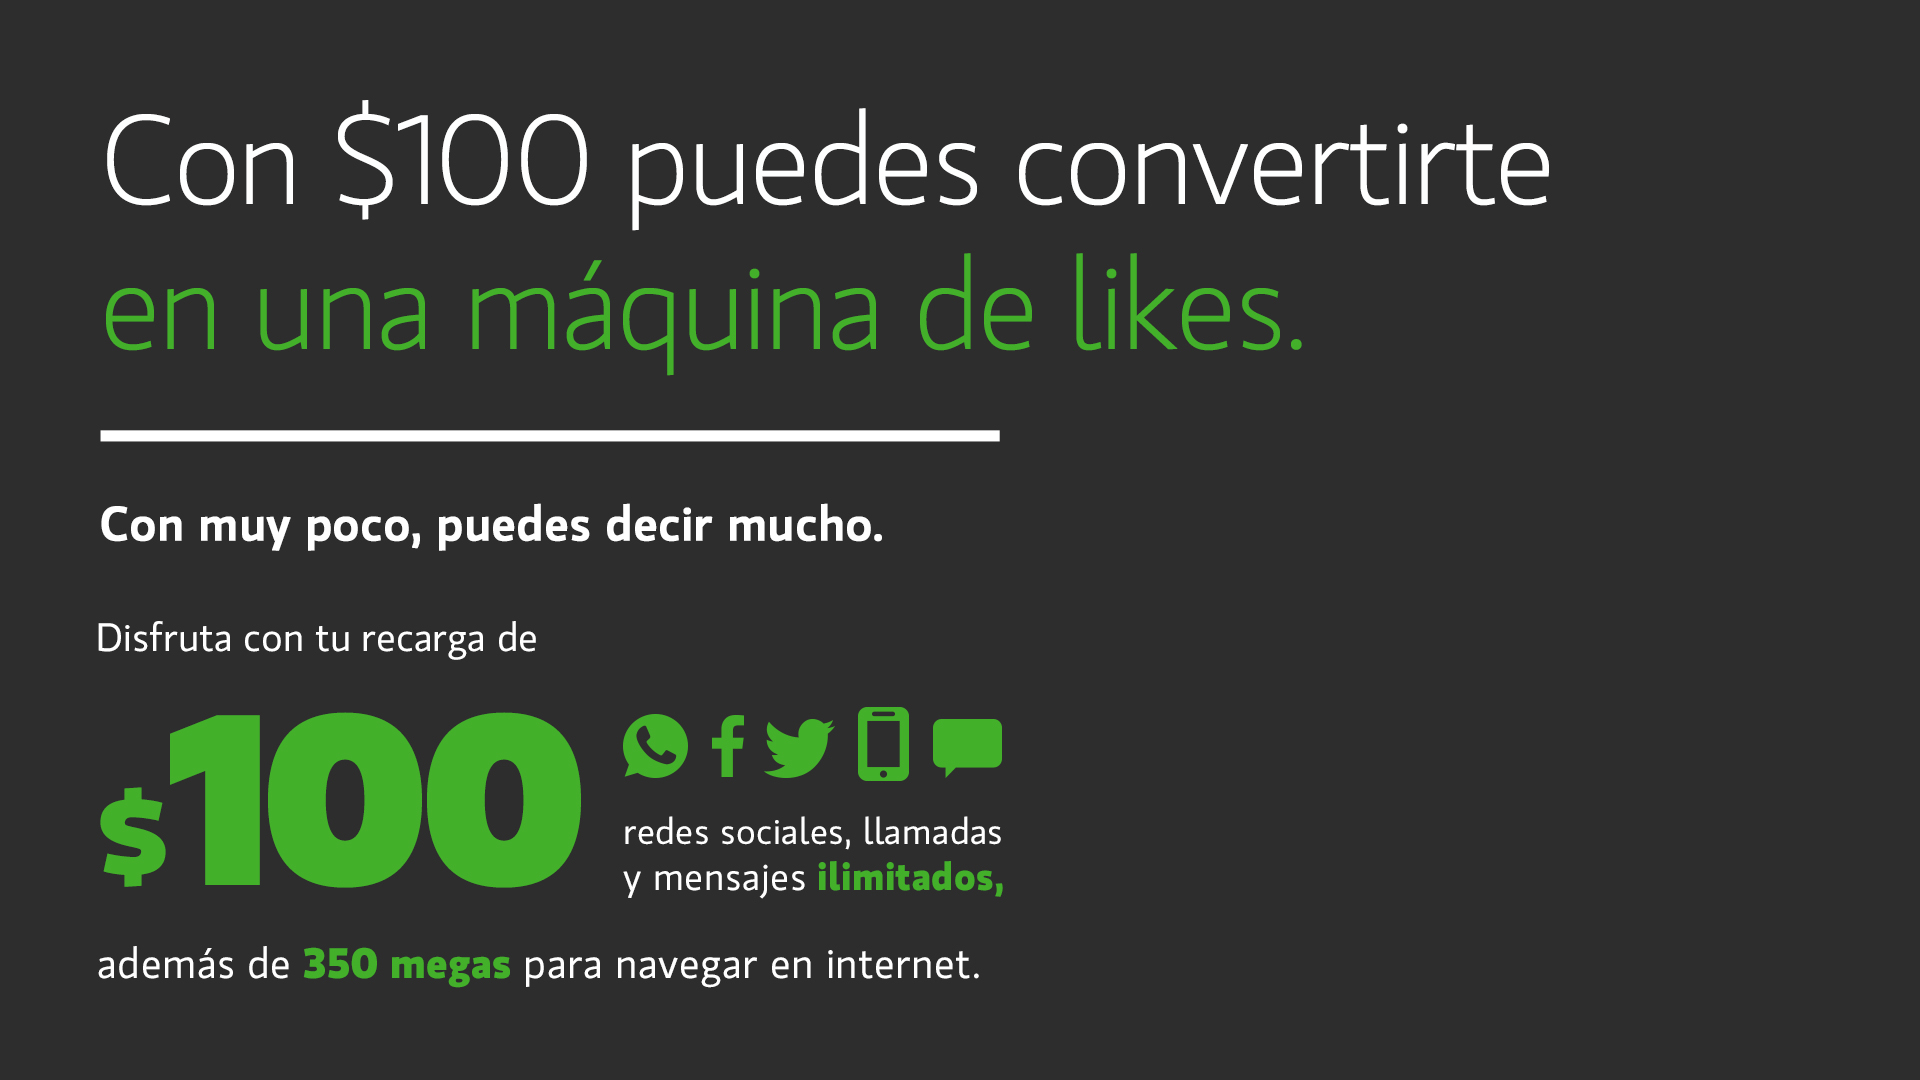 Con $100 puedes convertirte
en una máquina de likes.
Con muy poco, puedes decir mucho.
Disfruta con tu recarga de
$100
redes sociales, llamadas
y mensajes ilimitados,
además de 350 megas para navegar en internet.